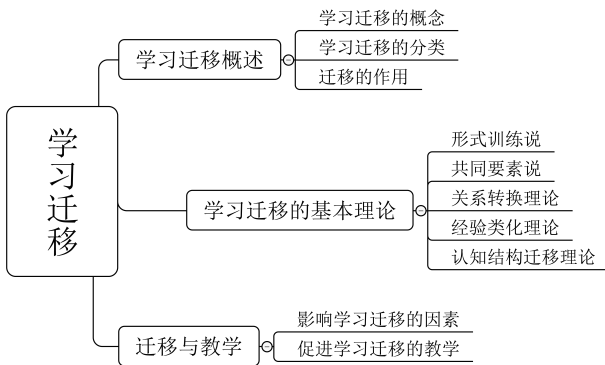 学习迁移
学习迁移概述
学习迁移的概念
学习迁移的分类
迁移的作用
学习迁移的基本理论
形式训练说
共同要素说
关系转换理论
经验类化理论
认知结构迁移理论
迁移与教学
影响学习迁移的因素
促进学习迁移的教学